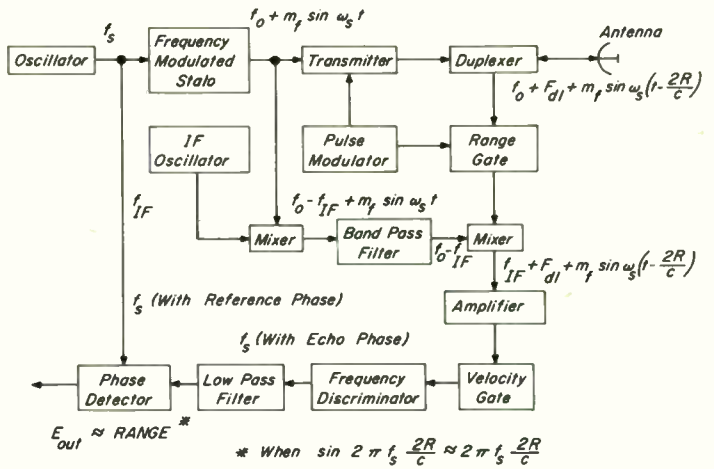 f_s
f_o + m_f sin ω_s t
Antenna
Oscillator
Frequency
Modulated
Stalo
Transmitter
Duplexer
f_o + F_dl + m_f sin ω_s (t - 2R/c)
IF
Oscillator
Pulse
Modulator
Range
Gate
f_IF
f_o - f_IF + m_f sin ω_s t
Mixer
Band Pass
Filter
f_o - f_IF
Mixer
f_IF + F_dl + m_f sin ω_s (t - 2R/c)
f_s (With Reference Phase)
Amplifier
f_s (With Echo Phase)
Phase
Detector
Low Pass
Filter
Frequency
Discriminator
Velocity
Gate
E_out ≈ RANGE *
* When sin 2 π f_s 2R/c ≈ 2 π f_s 2R/c